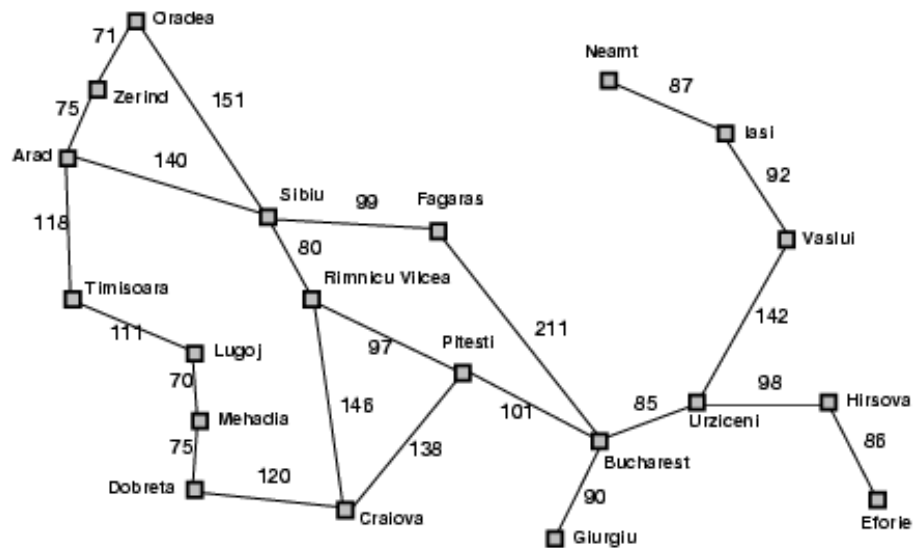 Oradea
71
Neamt
87
Zerind
151
75
Iasi
Arad
140
92
Sibiu
99
Fagaras
118
80
Vaslui
Timisoara
Rimnicu Vilcea
142
111
211
Lugoj
97
Pitesti
70
98
Hirsova
146
101
85
Mehadia
Urziceni
75
138
86
Bucharest
120
Dobreta
90
Craiova
Eforie
Giurgiu